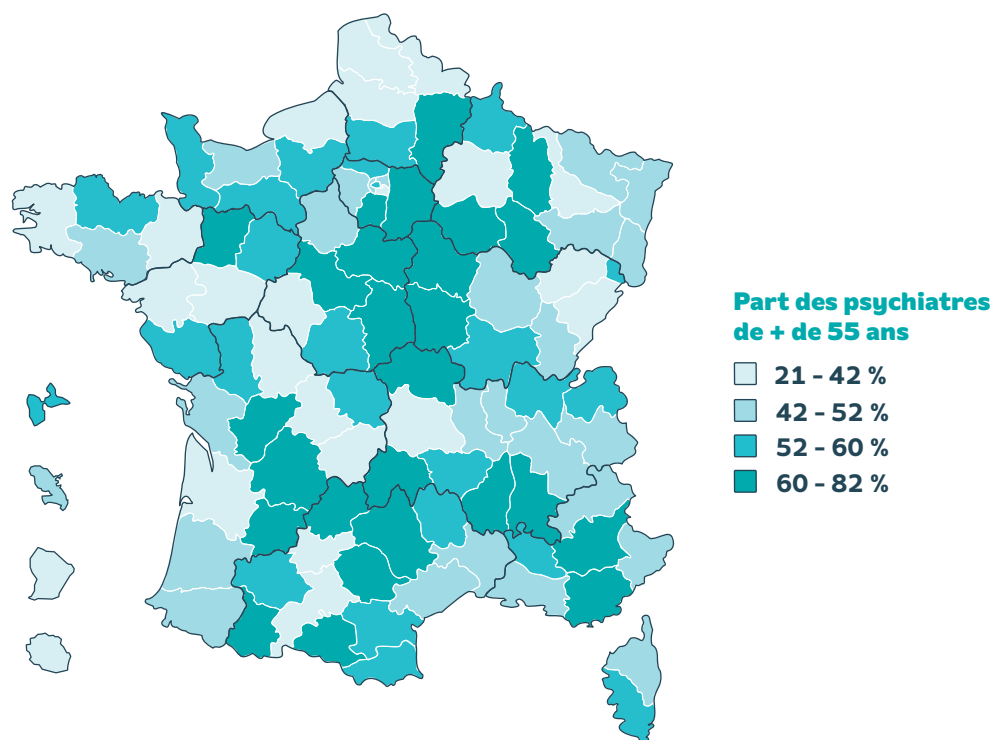 Part des psychiatres
de + de 55 ans
21 - 42 %
42 - 52 %
52 - 60 %
60 - 82 %